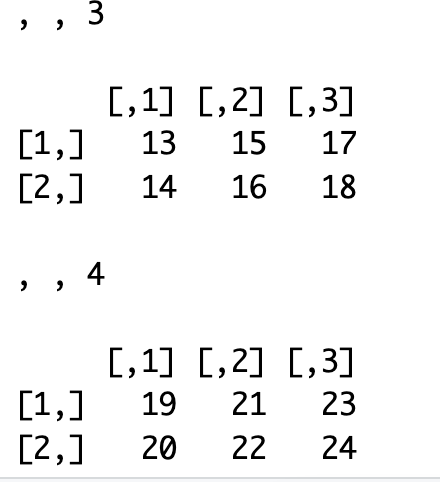 , , 3
[,1] [,2] [,3]
[1,] 13 15 17
[2,] 14 16 18
, , 4
[,1] [,2] [,3]
[1,] 19 21 23
[2,] 20 22 24